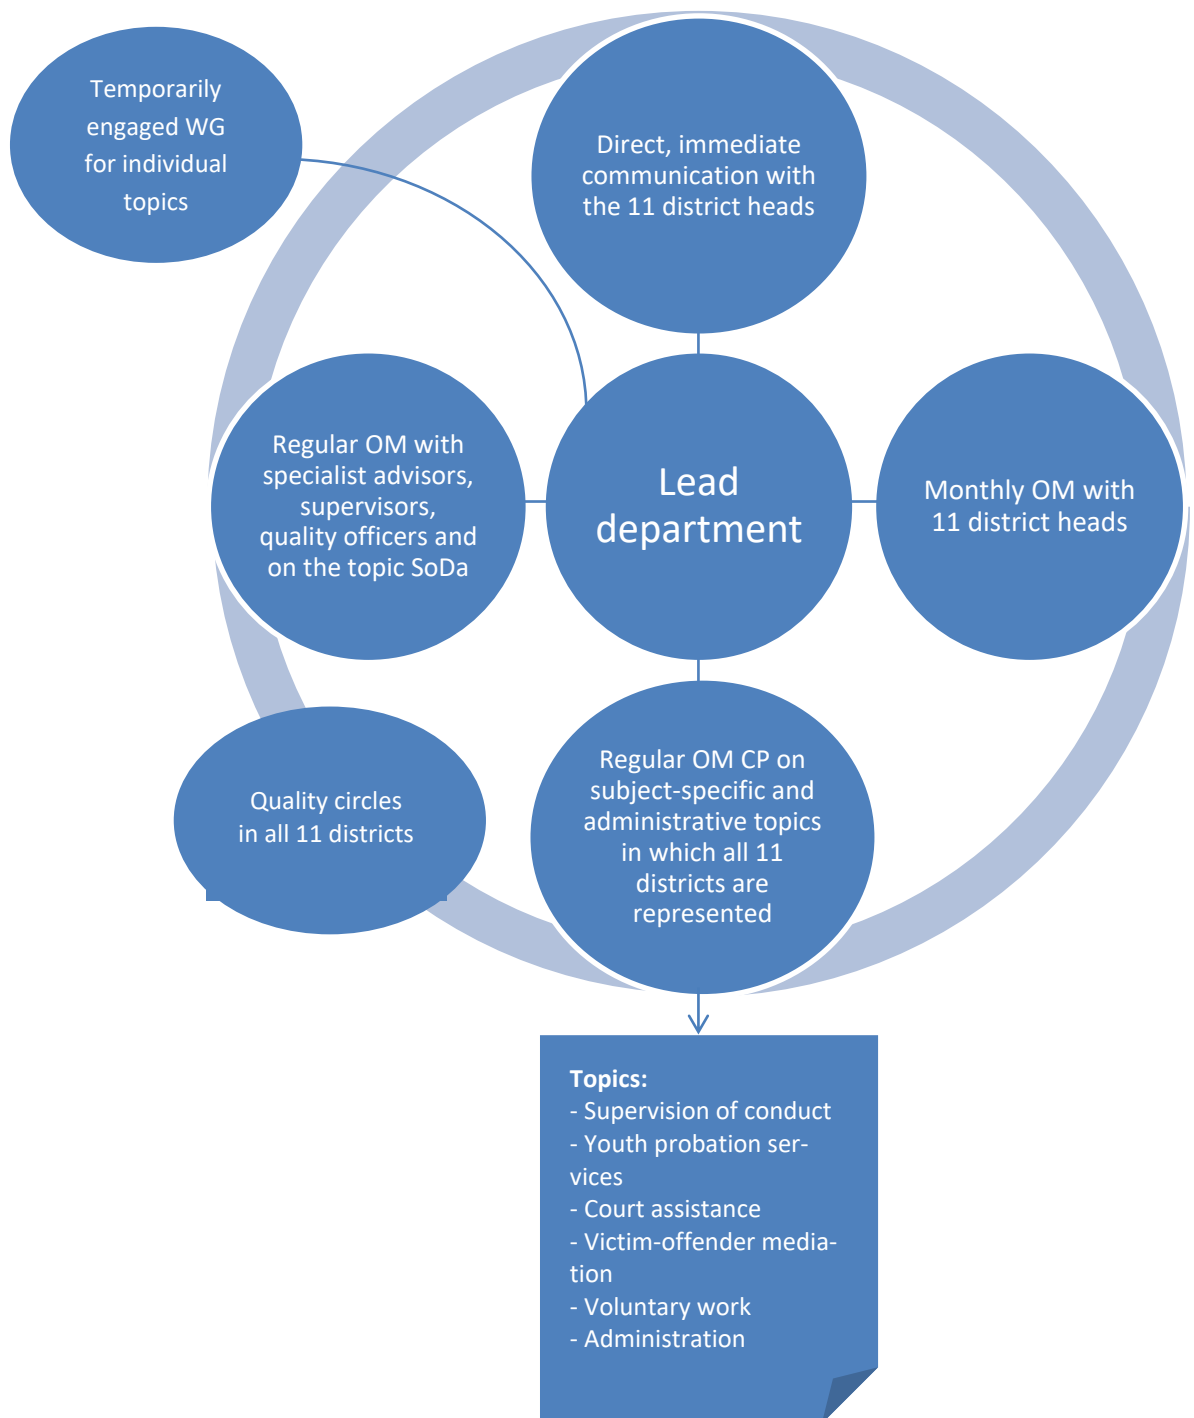 Temporarily
engaged WG
for individual
topics
Direct, immediate
communication with
the 11 district heads
Regular OM with
specialist advisors,
supervisors,
quality officers and
on the topic SoDa
Lead
department
Monthly OM with
11 district heads
Quality circles
in all 11 districts
Regular OM CP on
subject-specific and
administrative topics
in which all 11
districts are
represented
Topics:
- Supervision of conduct
- Youth probation ser-
vices
- Court assistance
- Victim-offender media-
tion
- Voluntary work
- Administration